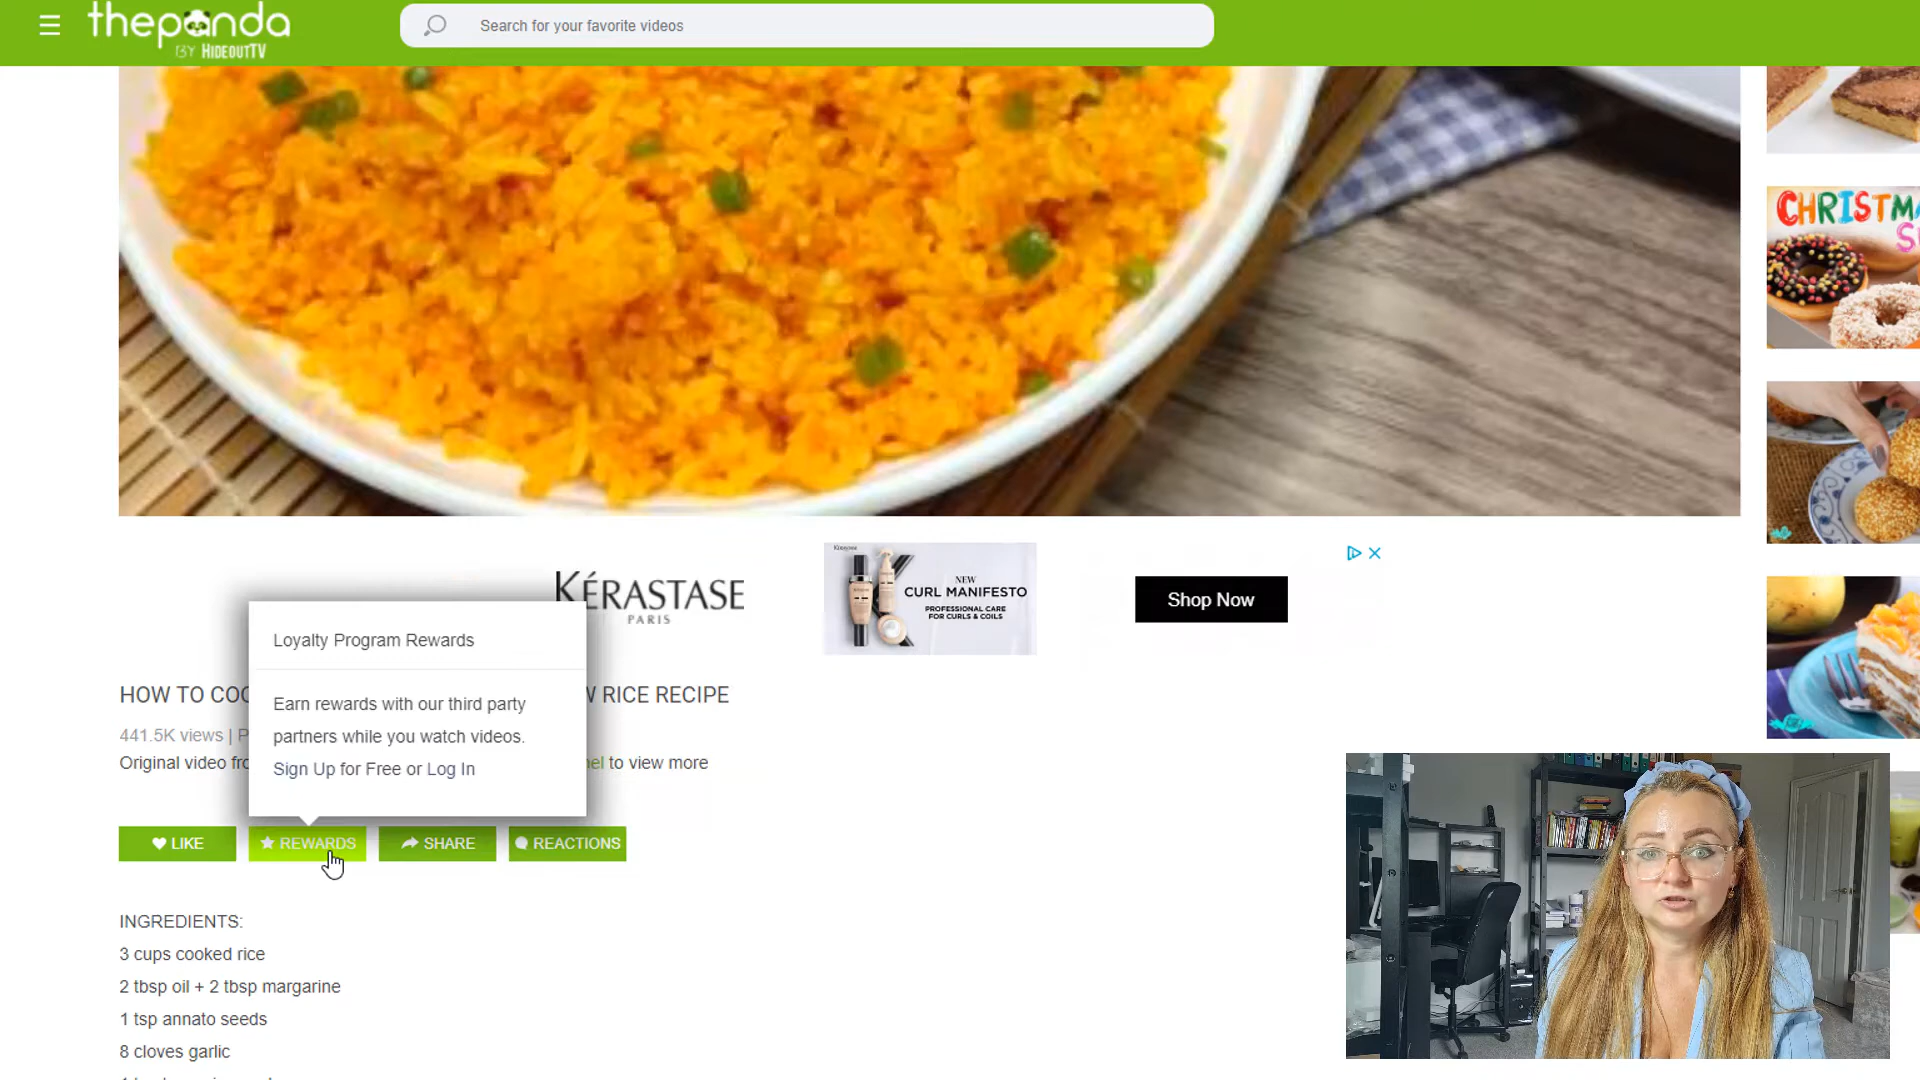 thepanda
BY HIDEOUTTV
Search for your favorite videos
CHRISTMA
KÉRASTASE
PARIS
Kérastase
NEW
CURL MANIFESTO
PROFESSIONAL CARE
FOR CURLS & COILS
Shop Now
Loyalty Program Rewards
Earn rewards with our third party
partners while you watch videos.
Sign Up for Free or Log In
HOW TO COO W RICE RECIPE
441.5K views | P
Original video fro nel to view more
LIKE
REWARDS
SHARE
REACTIONS
INGREDIENTS:
3 cups cooked rice
2 tbsp oil + 2 tbsp margarine
1 tsp annato seeds
8 cloves garlic